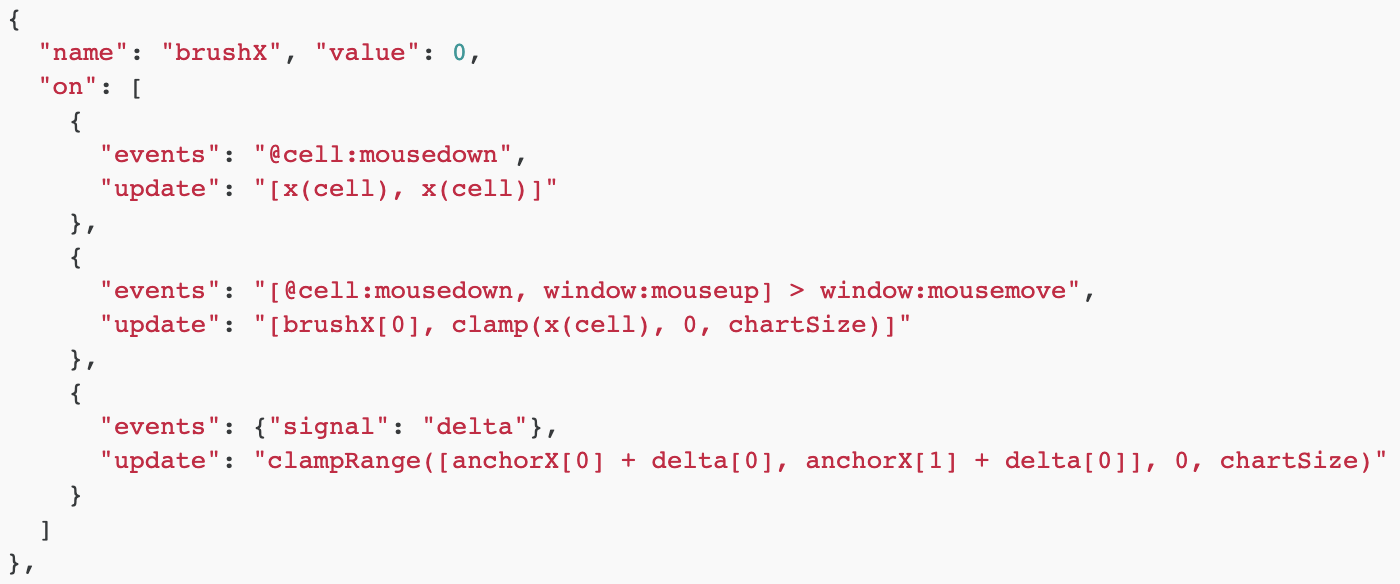 {
  "name": "brushX", "value": 0,
  "on": [
    {
      "events": "@cell:mousedown",
      "update": "[x(cell), x(cell)]"
    },
    {
      "events": "[@cell:mousedown, window:mouseup] > window:mousemove",
      "update": "[brushX[0], clamp(x(cell), 0, chartSize)]"
    },
    {
      "events": {"signal": "delta"},
      "update": "clampRange([anchorX[0] + delta[0], anchorX[1] + delta[0]], 0, chartSize)"
    }
  ]
},